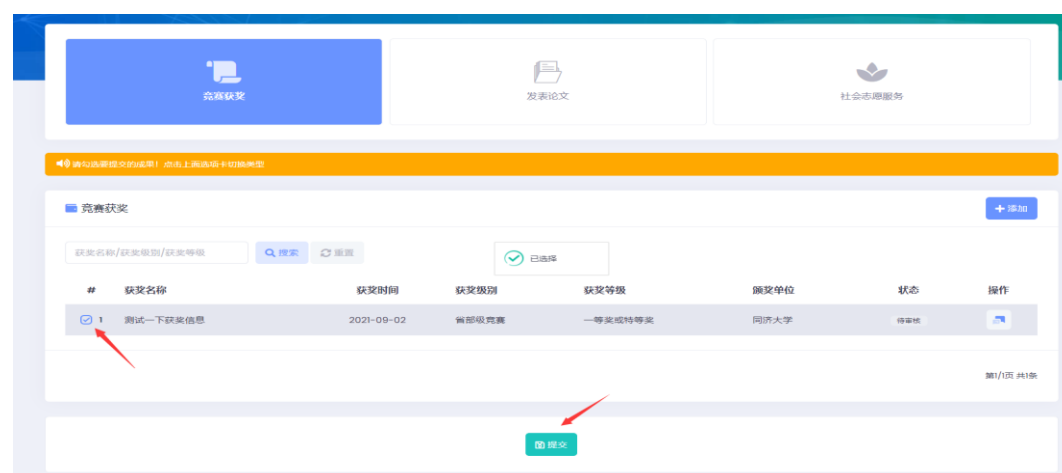 竞赛获奖
发表论文
社会志愿服务
请勾选要提交的成果！点击上面选项卡切换类型
竞赛获奖
添加
获奖名称/获奖级别/获奖等级 搜索 重置
已选择
# 获奖名称 获奖时间 获奖级别 获奖等级 颁奖单位 状态 操作
1 测试一下获奖信息 2021-09-02 省部级竞赛 一等奖或特等奖 同济大学 待审核
第1/1页 共1条
提交